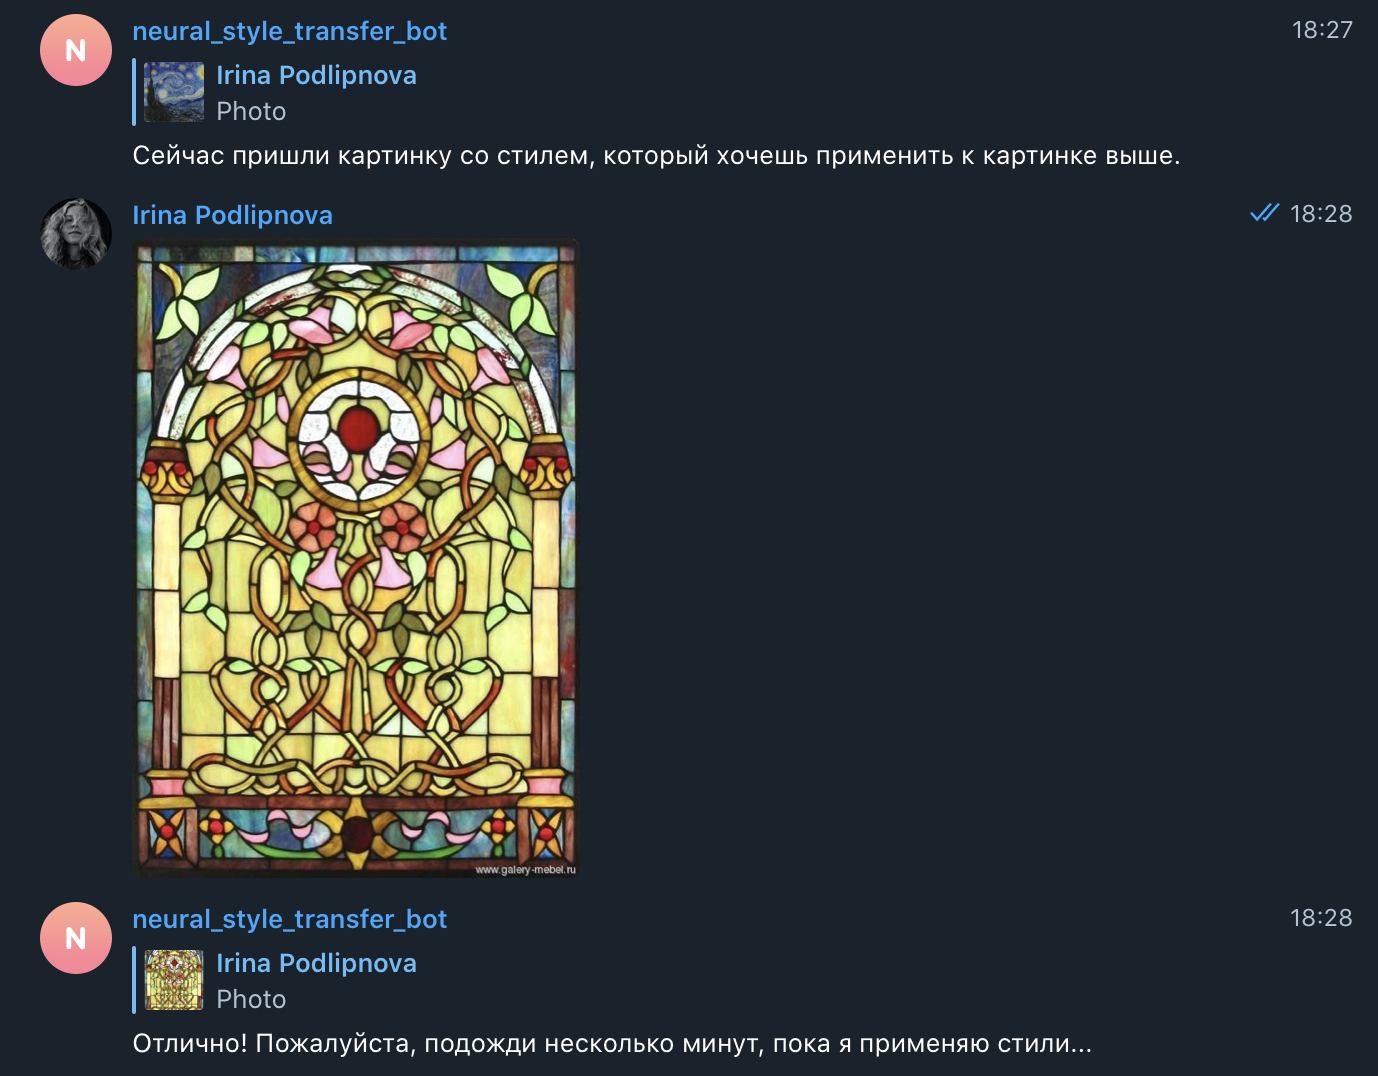 N
neural_style_transfer_bot
18:27
Irina Podlipnova
Photo
Сейчас пришли картинку со стилем, который хочешь применить к картинке выше.
Irina Podlipnova
18:28
www.galery-mebel.ru
N
neural_style_transfer_bot
18:28
Irina Podlipnova
Photo
Отлично! Пожалуйста, подожди несколько минут, пока я применяю стили...